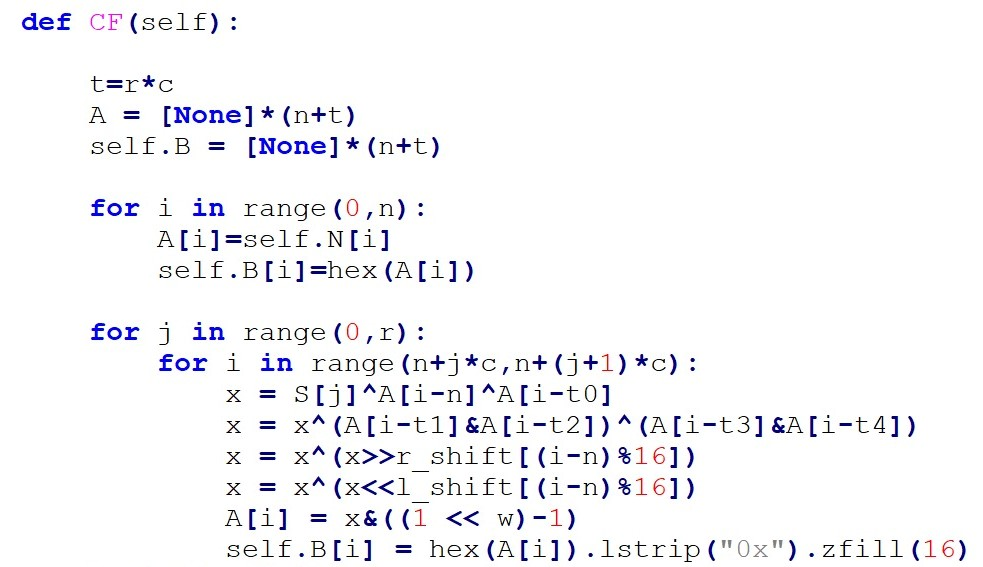 def CF(self):
t=r*c
A = [None]*(n+t)
self.B = [None]*(n+t)
for i in range(0,n):
A[i]=self.N[i]
self.B[i]=hex(A[i])
for j in range(0,r):
for i in range(n+j*c,n+(j+1)*c):
x = S[j]^A[i-n]^A[i-t0]
x = x^(A[i-t1]&A[i-t2])^(A[i-t3]&A[i-t4])
x = x^(x>>r_shift[(i-n)%16])
x = x^(x<<l_shift[(i-n)%16])
A[i] = x&((1 << w)-1)
self.B[i] = hex(A[i]).lstrip("0x").zfill(16)